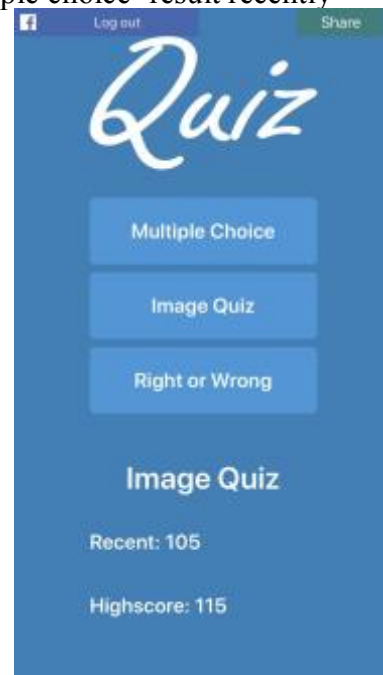 ple choice" result recently
f Log out Share
Quiz
Multiple Choice
Image Quiz
Right or Wrong
Image Quiz
Recent: 105
Highscore: 115